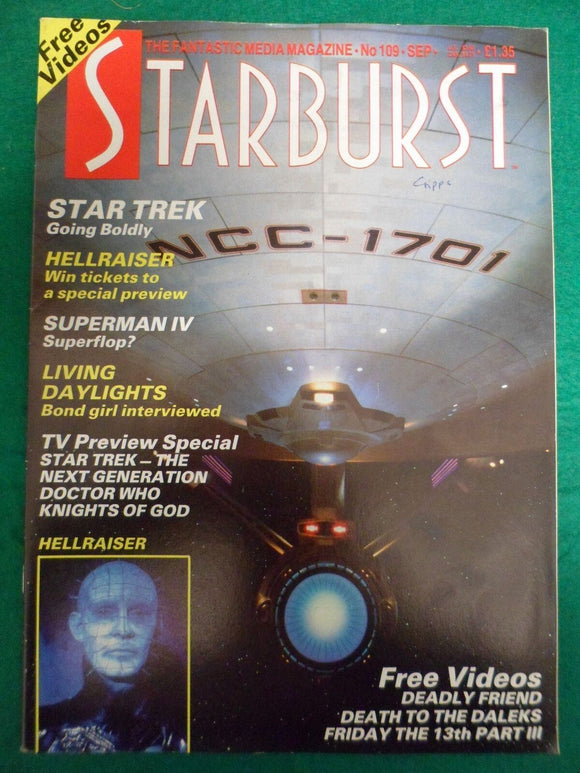 Free
Videos
THE FANTASTIC MEDIA MAGAZINE • No 109 • SEP • £1.35
STARBURST
TM
Cripps
STAR TREK
Going Boldly
NCC-1701
HELLRAISER
Win tickets to
a special preview
SUPERMAN IV
Superflop?
LIVING
DAYLIGHTS
Bond girl interviewed
TV Preview Special
STAR TREK – THE
NEXT GENERATION
DOCTOR WHO
KNIGHTS OF GOD
HELLRAISER
Free Videos
DEADLY FRIEND
DEATH TO THE DALEKS
FRIDAY THE 13th PART III